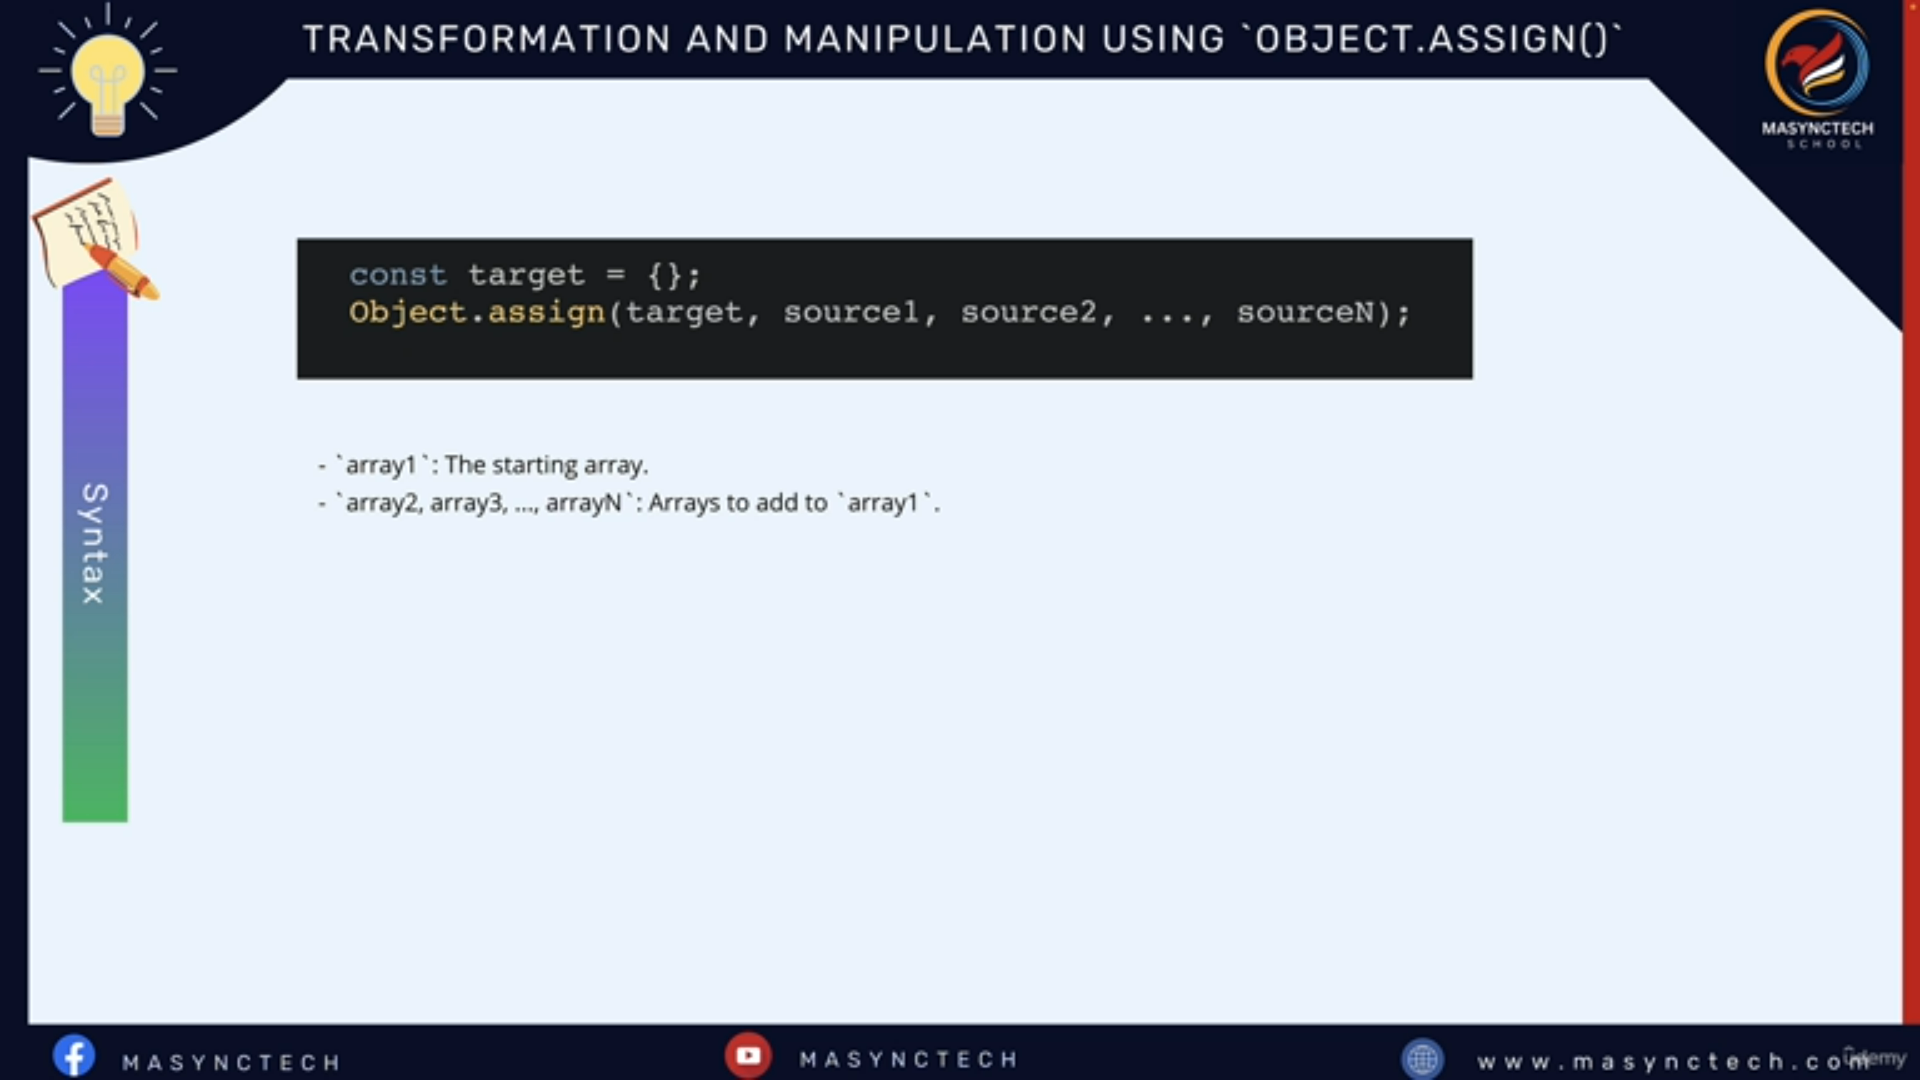 TRANSFORMATION AND MANIPULATION USING `OBJECT.ASSIGN()`
MASYNCTECH
SCHOOL
const target = {};
Object.assign(target, source1, source2, ..., sourceN);
- `array1`: The starting array.
- `array2, array3, ..., arrayN`: Arrays to add to `array1`.
Syntax
MASYNCTECH
MASYNCTECH
www.masynctech.com
ûdemy